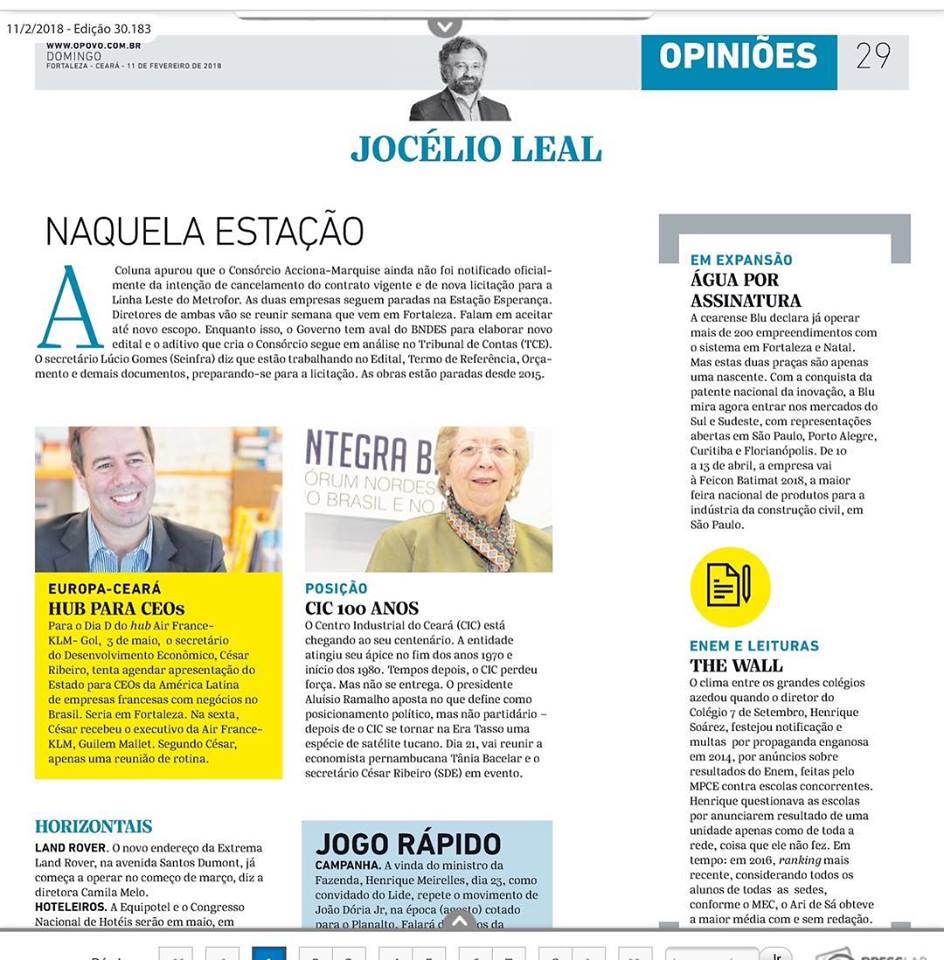 11/2/2018 - Edição 30.183
WWW.OPOVO.COM.BR
DOMINGO
FORTALEZA - CEARÁ - 11 DE FEVEREIRO DE 2018
OPINIÕES
29
JOCÉLIO LEAL
NAQUELA ESTAÇÃO
A Coluna apurou que o Consórcio Acciona-Marquise ainda não foi notificado oficial-
mente da intenção de cancelamento do contrato vigente e de nova licitação para a
Linha Leste do Metrofor. As duas empresas seguem paradas na Estação Esperança.
Diretores de ambas vão se reunir semana que vem em Fortaleza. Falam em aceitar
até novo escopo. Enquanto isso, o Governo tem aval do BNDES para elaborar novo
edital e o aditivo que cria o Consórcio segue em análise no Tribunal de Contas (TCE).
O secretário Lúcio Gomes (Seinfra) diz que estão trabalhando no Edital, Termo de Referência, Orça-
mento e demais documentos, preparando-se para a licitação. As obras estão paradas desde 2015.
EUROPA-CEARÁ
HUB PARA CEOs
Para o Dia D do hub Air France-
KLM- Gol, 3 de maio, o secretário
do Desenvolvimento Econômico, César
Ribeiro, tenta agendar apresentação do
Estado para CEOs da América Latina
de empresas francesas com negócios no
Brasil. Seria em Fortaleza. Na sexta,
César recebeu o executivo da Air France-
KLM, Guilem Mallet. Segundo César,
apenas uma reunião de rotina.
NTEGRA B
ÓRUM NORDES
O BRASIL E NO
POSIÇÃO
CIC 100 ANOS
O Centro Industrial do Ceará (CIC) está
chegando ao seu centenário. A entidade
atingiu seu ápice no fim dos anos 1970 e
início dos 1980. Tempos depois, o CIC perdeu
força. Mas não se entrega. O presidente
Aluísio Ramalho aposta no que define como
posicionamento político, mas não partidário –
depois de o CIC se tornar na Era Tasso uma
espécie de satélite tucano. Dia 21, vai reunir a
economista pernambucana Tânia Bacelar e o
secretário César Ribeiro (SDE) em evento.
HORIZONTAIS
LAND ROVER. O novo endereço da Extrema
Land Rover, na avenida Santos Dumont, já
começa a operar no começo de março, diz a
diretora Camila Melo.
HOTELEIROS. A Equipotel e o Congresso
Nacional de Hotéis serão em maio, em
JOGO RÁPIDO
CAMPANHA. A vinda do ministro da
Fazenda, Henrique Meirelles, dia 25, como
convidado do Lide, repete o movimento de
João Dória Jr, na época (agosto) cotado
para o Planalto. Falará os da
EM EXPANSÃO
ÁGUA POR
ASSINATURA
A cearense Blu declara já operar
mais de 200 empreendimentos com
o sistema em Fortaleza e Natal.
Mas estas duas praças são apenas
uma nascente. Com a conquista da
patente nacional da inovação, a Blu
mira agora entrar nos mercados do
Sul e Sudeste, com representações
abertas em São Paulo, Porto Alegre,
Curitiba e Florianópolis. De 10
a 13 de abril, a empresa vai
à Feicon Batimat 2018, a maior
feira nacional de produtos para a
indústria da construção civil, em
São Paulo.
ENEM E LEITURAS
THE WALL
O clima entre os grandes colégios
azedou quando o diretor do
Colégio 7 de Setembro, Henrique
Soárez, festejou notificação e
multas por propaganda enganosa
em 2014, por anúncios sobre
resultados do Enem, feitas pelo
MPCE contra escolas concorrentes.
Henrique questionava as escolas
por anunciarem resultado de uma
unidade apenas como de toda a
rede, coisa que ele não fez. Em
tempo: em 2016, ranking mais
recente, considerando todos os
alunos de todas as sedes,
conforme o MEC, o Ari de Sá obteve
a maior média com e sem redação.